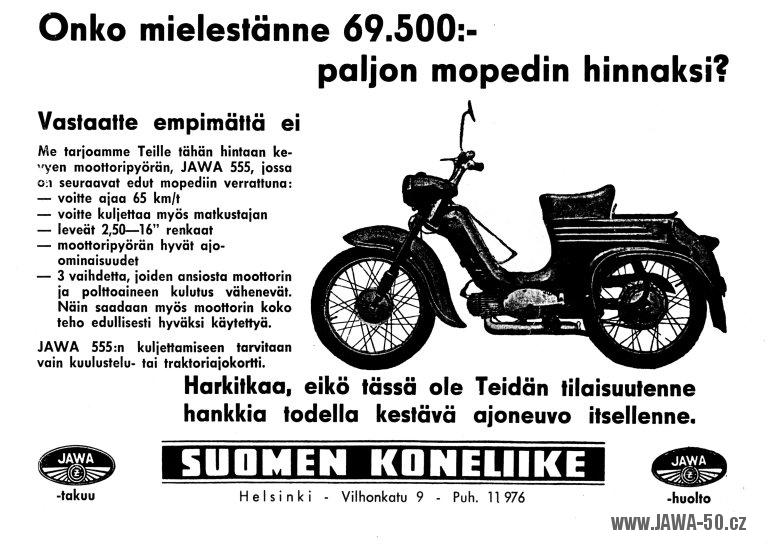 Onko mielestänne 69.500:-
paljon mopedin hinnaksi?
Vastaatte empimättä ei
Me tarjoamme Teille tähän hintaan ke-
vyen moottoripyörän, JAWA 555, jossa
on seuraavat edut mopediin verrattuna:
— voitte ajaa 65 km/t
— voitte kuljettaa myös matkustajan
— leveät 2,50—16" renkaat
— moottoripyörän hyvät ajo-
ominaisuudet
— 3 vaihdetta, joiden ansiosta moottorin
ja polttoaineen kulutus vähenevät.
Näin saadaan myös moottorin koko
teho edullisesti hyväksi käytettyä.
JAWA 555:n kuljettamiseen tarvitaan
vain kuulustelu- tai traktoriajokortti.
Harkitkaa, eikö tässä ole Teidän tilaisuutenne
hankkia todella kestävä ajoneuvo itsellenne.
JAWA
CZ
-takuu
SUOMEN KONELIIKE
Helsinki - Vilhonkatu 9 - Puh. 11 976
JAWA
CZ
-huolto
www.JAWA-50.cz